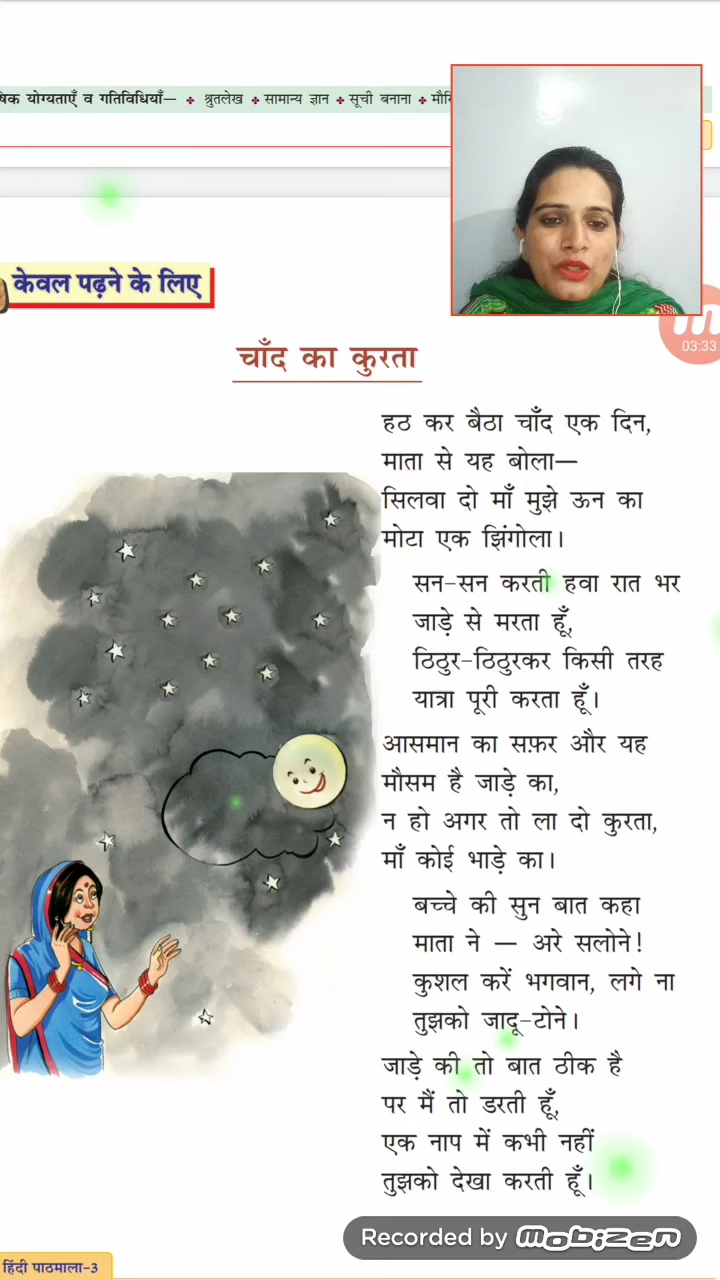 षिक योग्यताएँ व गतिविधियाँ— ✤ श्रुतलेख ✤ सामान्य ज्ञान ✤ सूची बनाना ✤ मौ
केवल पढ़ने के लिए
03:33
चाँद का कुरता
हठ कर बैठा चाँद एक दिन,
माता से यह बोला—
सिलवा दो माँ मुझे ऊन का
मोटा एक झिंगोला।
सन-सन करती हवा रात भर
जाड़े से मरता हूँ,
ठिठुर-ठिठुरकर किसी तरह
यात्रा पूरी करता हूँ।
आसमान का सफ़र और यह
मौसम है जाड़े का,
न हो अगर तो ला दो कुरता,
माँ कोई भाड़े का।
बच्चे की सुन बात कहा
माता ने — अरे सलोने!
कुशल करें भगवान, लगे ना
तुझको जादू-टोने।
जाड़े की तो बात ठीक है
पर मैं तो डरती हूँ,
एक नाप में कभी नहीं
तुझको देखा करती हूँ।
Recorded by mobizen
हिंदी पाठमाला-3